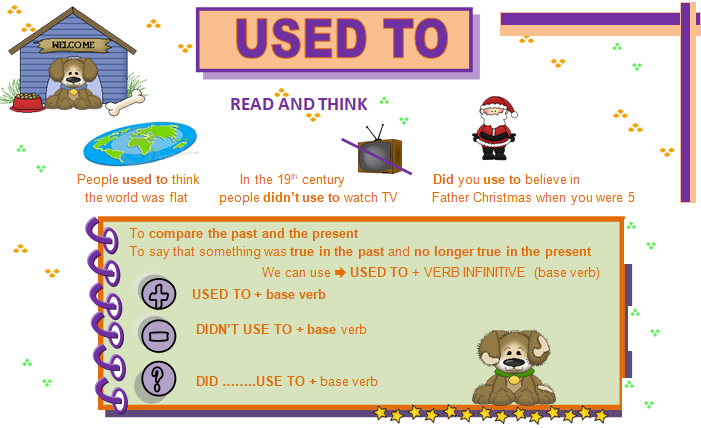 WELCOME
USED TO
READ AND THINK
People used to think
the world was flat
In the 19th century
people didn't use to watch TV
Did you use to believe in
Father Christmas when you were 5
To compare the past and the present
To say that something was true in the past and no longer true in the present
We can use ➡ USED TO + VERB INFINITIVE (base verb)
USED TO + base verb
DIDN'T USE TO + base verb
DID ........USE TO + base verb